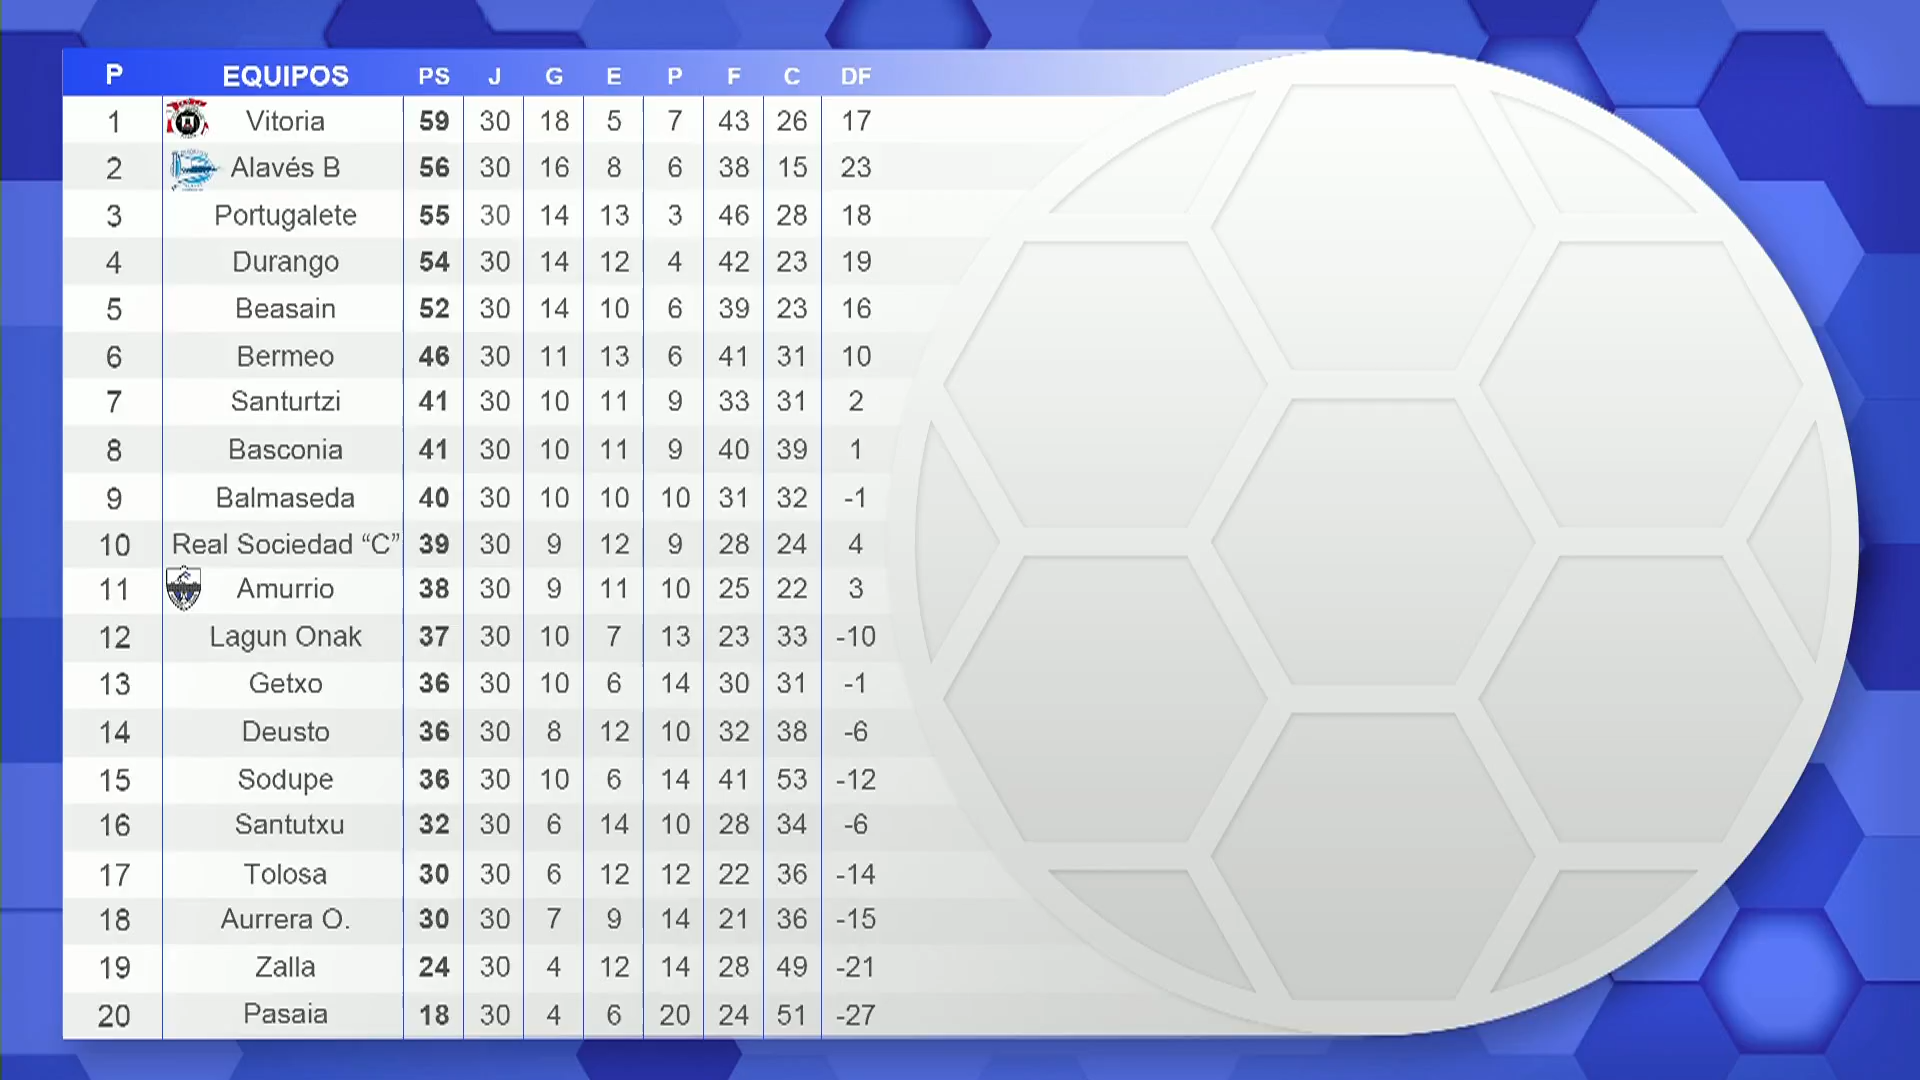 P EQUIPOS PS J G E P F C DF
1 Vitoria 59 30 18 5 7 43 26 17
2 Alavés B 56 30 16 8 6 38 15 23
3 Portugalete 55 30 14 13 3 46 28 18
4 Durango 54 30 14 12 4 42 23 19
5 Beasain 52 30 14 10 6 39 23 16
6 Bermeo 46 30 11 13 6 41 31 10
7 Santurtzi 41 30 10 11 9 33 31 2
8 Basconia 41 30 10 11 9 40 39 1
9 Balmaseda 40 30 10 10 10 31 32 -1
10 Real Sociedad “C” 39 30 9 12 9 28 24 4
11 Amurrio 38 30 9 11 10 25 22 3
12 Lagun Onak 37 30 10 7 13 23 33 -10
13 Getxo 36 30 10 6 14 30 31 -1
14 Deusto 36 30 8 12 10 32 38 -6
15 Sodupe 36 30 10 6 14 41 53 -12
16 Santutxu 32 30 6 14 10 28 34 -6
17 Tolosa 30 30 6 12 12 22 36 -14
18 Aurrera O. 30 30 7 9 14 21 36 -15
19 Zalla 24 30 4 12 14 28 49 -21
20 Pasaia 18 30 4 6 20 24 51 -27